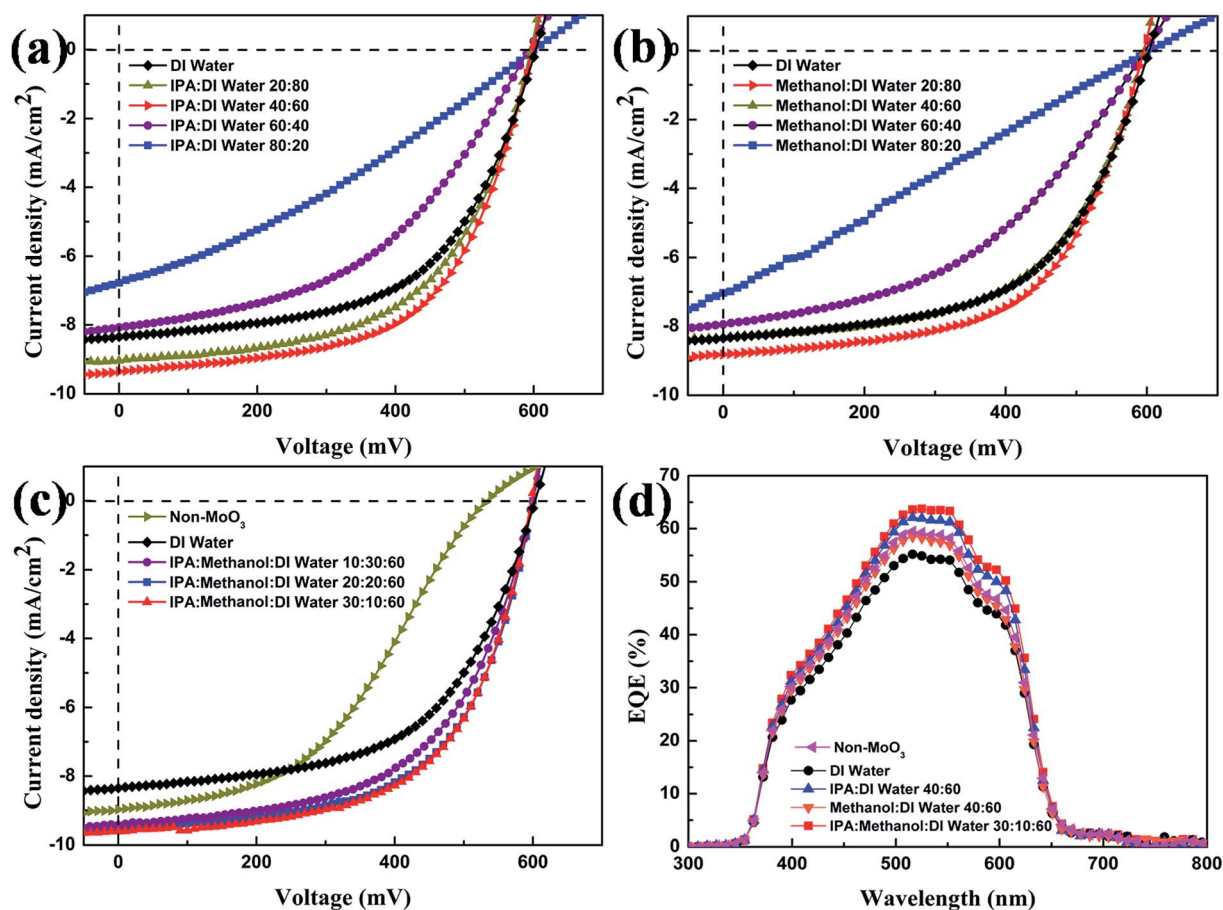 (a)
0
-2
-4
-6
-8
-10
Current density (mA/cm²)
DI Water
IPA:DI Water 20:80
IPA:DI Water 40:60
IPA:DI Water 60:40
IPA:DI Water 80:20
0 200 400 600
Voltage (mV)
(b)
0
-2
-4
-6
-8
-10
Current density (mA/cm²)
DI Water
Methanol:DI Water 20:80
Methanol:DI Water 40:60
Methanol:DI Water 60:40
Methanol:DI Water 80:20
0 200 400 600
Voltage (mV)
(c)
0
-2
-4
-6
-8
-10
Current density (mA/cm²)
Non-MoO₃
DI Water
IPA:Methanol:DI Water 10:30:60
IPA:Methanol:DI Water 20:20:60
IPA:Methanol:DI Water 30:10:60
0 200 400 600
Voltage (mV)
(d)
70
60
50
40
30
20
10
0
EQE (%)
Non-MoO₃
DI Water
IPA:DI Water 40:60
Methanol:DI Water 40:60
IPA:Methanol:DI Water 30:10:60
300 400 500 600 700 800
Wavelength (nm)